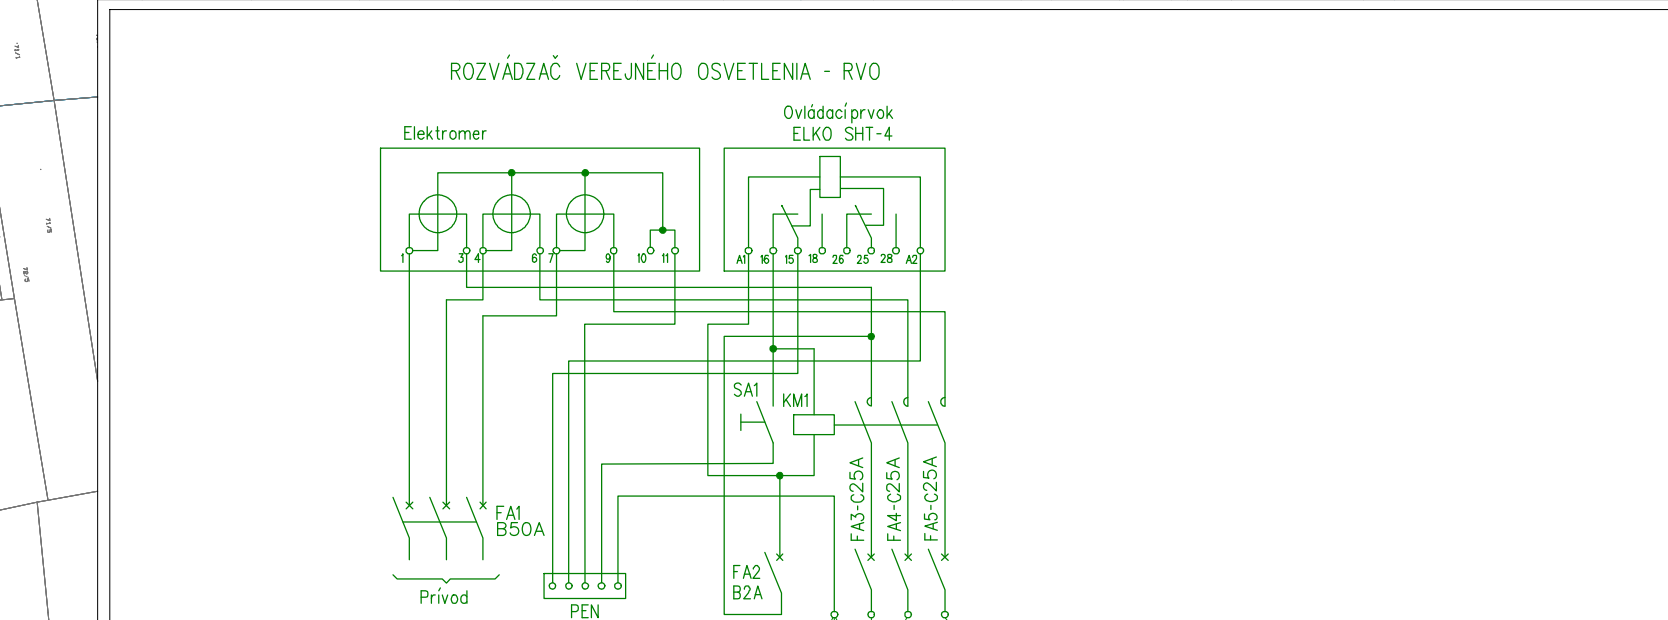 ROZVÁDZAČ VEREJNÉHO OSVETLENIA - RVO
Ovládací prvok
ELKO SHT-4
Elektromer
1 3 4 6 7 9 10 11
A1 16 15 18 26 25 28 A2
SA1
KM1
FA3-C25A
FA4-C25A
FA5-C25A
FA1
B50A
FA2
B2A
Prívod
PEN